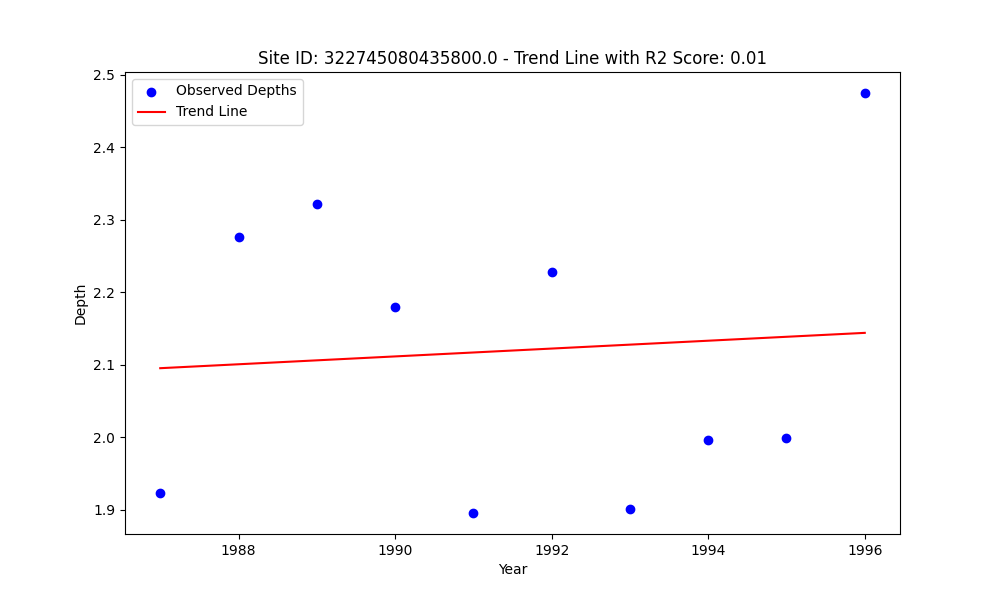 Site ID: 322745080435800.0 - Trend Line with R2 Score: 0.01
Observed Depths
Trend Line
2.5
2.4
2.3
2.2
2.1
2.0
1.9
Depth
1988
1990
1992
1994
1996
Year